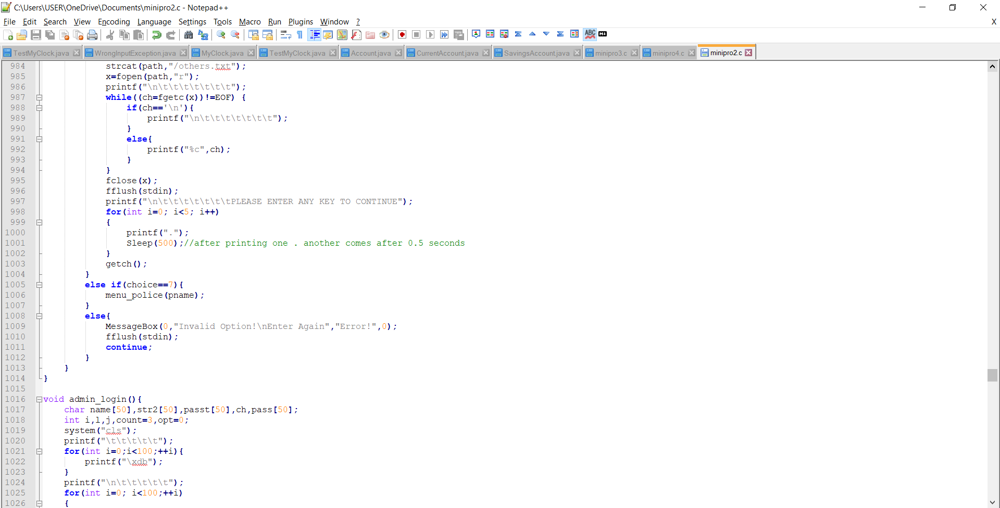 C:\Users\USER\OneDrive\Documents\minipro2.c - Notepad++
File Edit Search View Encoding Language Settings Tools Macro Run Plugins Window ? X
TestMyClock.java WrongInputException.java MyClock.java TestMyClock.java Account.java CurrentAccount.java SavingsAccount.java minipro3.c minipro4.c minipro2.c
984 strcat(path,"/others.txt");
985 x=fopen(path,"r");
986 printf("\n\t\t\t\t\t\t\t");
987 while((ch=fgetc(x))!=EOF) {
988 if(ch=='\n'){
989 printf("\n\t\t\t\t\t\t\t");
990 }
991 else{
992 printf("%c",ch);
993 }
994 }
995 fclose(x);
996 fflush(stdin);
997 printf("\n\t\t\t\t\t\t\tPLEASE ENTER ANY KEY TO CONTINUE");
998 for(int i=0; i<5; i++)
999 {
1000 printf(".");
1001 Sleep(500);//after printing one . another comes after 0.5 seconds
1002 }
1003 getch();
1004 }
1005 else if(choice==7){
1006 menu_police(pname);
1007 }
1008 else{
1009 MessageBox(0,"Invalid Option!\nEnter Again","Error!",0);
1010 fflush(stdin);
1011 continue;
1012 }
1013 }
1014 }
1015
1016 void admin_login(){
1017 char name[50],str2[50],passt[50],ch,pass[50];
1018 int i,l,j,count=3,opt=0;
1019 system("cls");
1020 printf("\t\t\t\t\t");
1021 for(int i=0;i<100;++i){
1022 printf("\xdb");
1023 }
1024 printf("\n\t\t\t\t\t");
1025 for(int i=0; i<100;++i)
1026 {